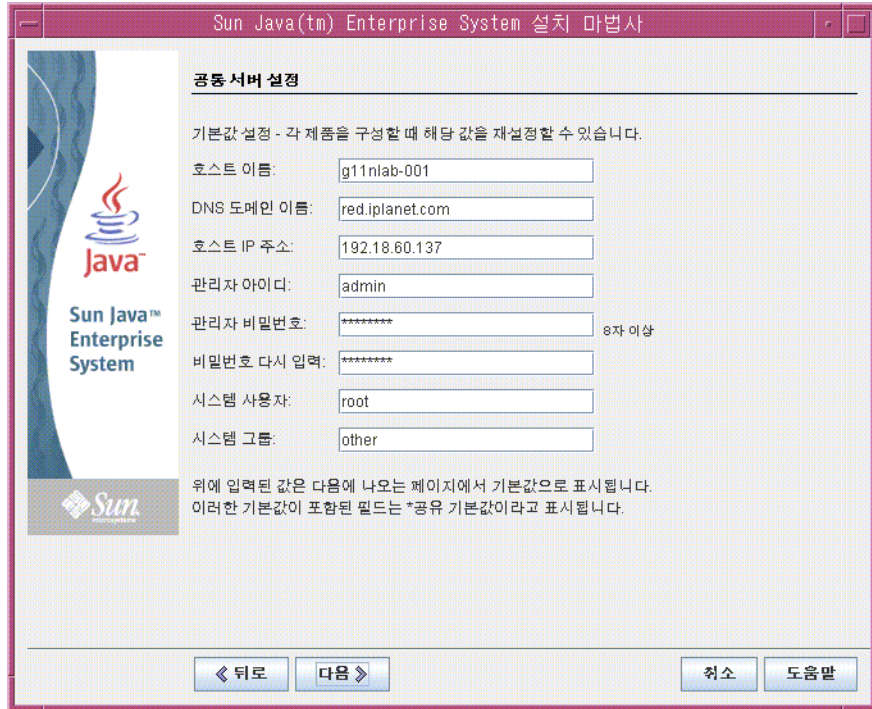 Sun Java(tm) Enterprise System 설치 마법사
공통 서버 설정
기본값 설정 - 각 제품을 구성할 때 해당 값을 재설정할 수 있습니다.
호스트 이름: g11nlab-001
DNS 도메인 이름: red.iplanet.com
호스트 IP 주소: 192.18.60.137
관리자 아이디: admin
관리자 비밀번호: ******** 8자 이상
비밀번호 다시 입력: ********
시스템 사용자: root
시스템 그룹: other
위에 입력된 값은 다음에 나오는 페이지에서 기본값으로 표시됩니다.
이러한 기본값이 포함된 필드는 *공유 기본값이라고 표시됩니다.
Java™
Sun Java™
Enterprise
System
Sun
microsystems
뒤로 다음 취소 도움말